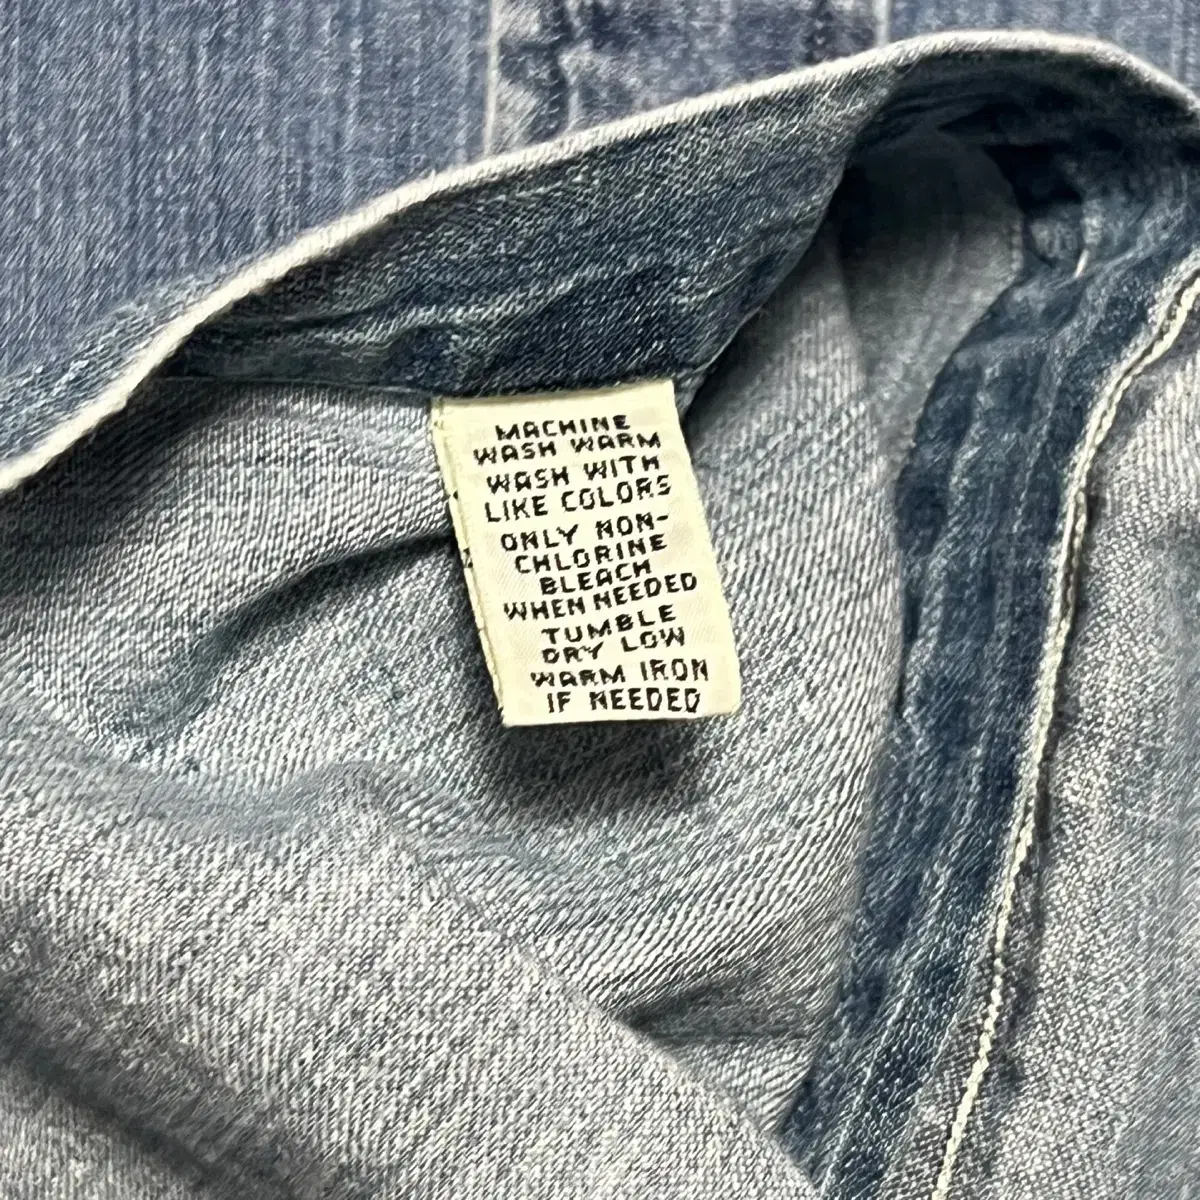 MACHINE
WASH WARM
WASH WITH
LIKE COLORS
ONLY NON-
CHLORINE
BLEACH
WHEN NEEDED
TUMBLE
DRY LOW
WARM IRON
IF NEEDED